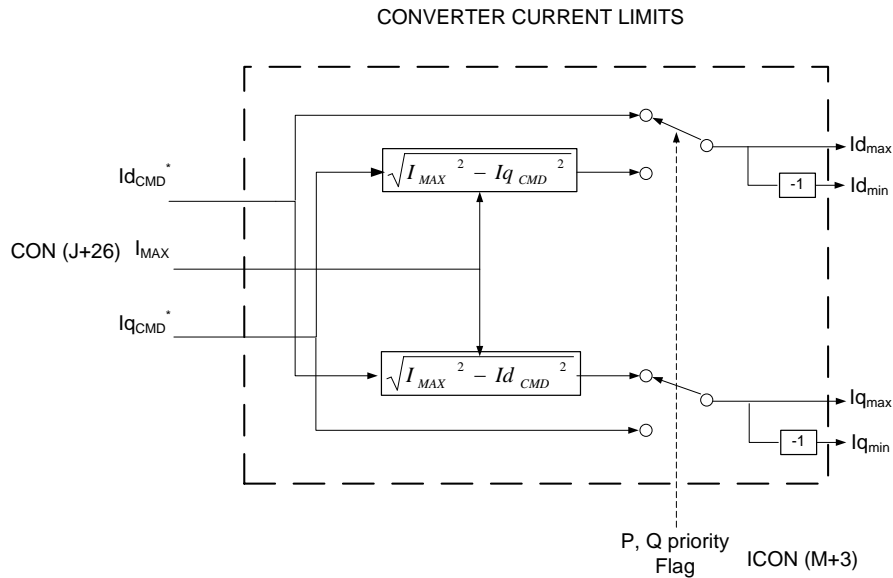 CONVERTER CURRENT LIMITS
Id_CMD*
√(I_MAX² − Iq_CMD²)
Id_max
-1
Id_min
CON (J+26) I_MAX
Iq_CMD*
√(I_MAX² − Id_CMD²)
Iq_max
-1
Iq_min
P, Q priority
Flag
ICON (M+3)